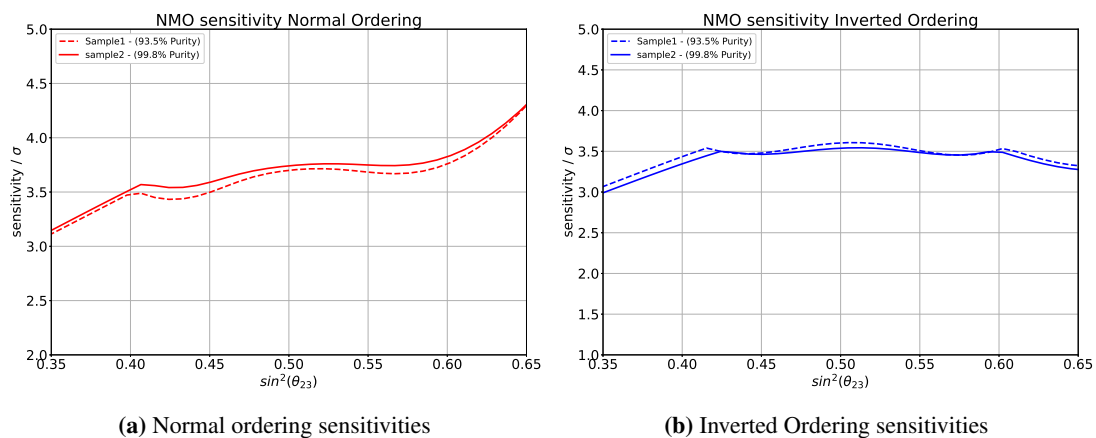 NMO sensitivity Normal Ordering
5.0
4.5
4.0
3.5
3.0
2.5
2.0
sensitivity / σ
Sample1 - (93.5% Purity)
sample2 - (99.8% Purity)
0.35 0.40 0.45 0.50 0.55 0.60 0.65
sin²(θ₂₃)
(a) Normal ordering sensitivities
NMO sensitivity Inverted Ordering
5.0
4.5
4.0
3.5
3.0
2.5
2.0
1.5
1.0
sensitivity / σ
Sample1 - (93.5% Purity)
sample2 - (99.8% Purity)
0.35 0.40 0.45 0.50 0.55 0.60 0.65
sin²(θ₂₃)
(b) Inverted Ordering sensitivities